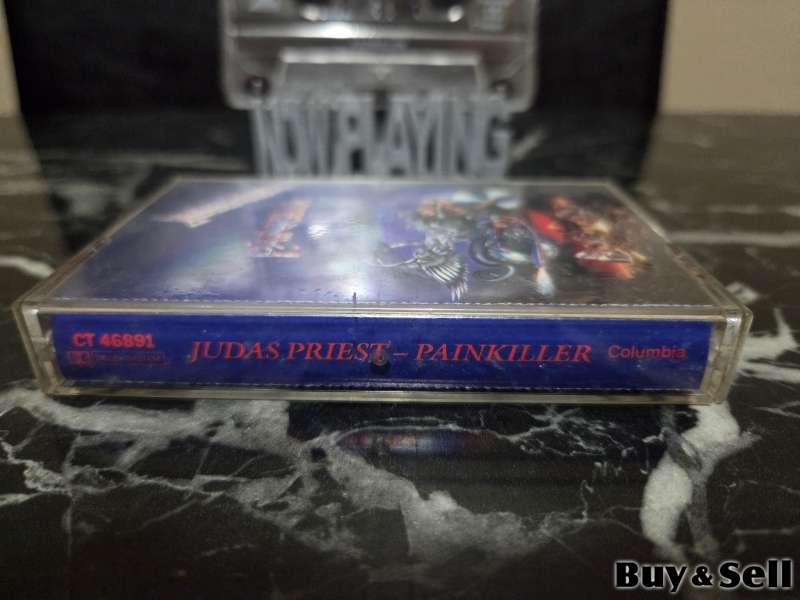 NOW PLAYING
CT 46891
JUDAS PRIEST – PAINKILLER
Columbia
Buy & Sell